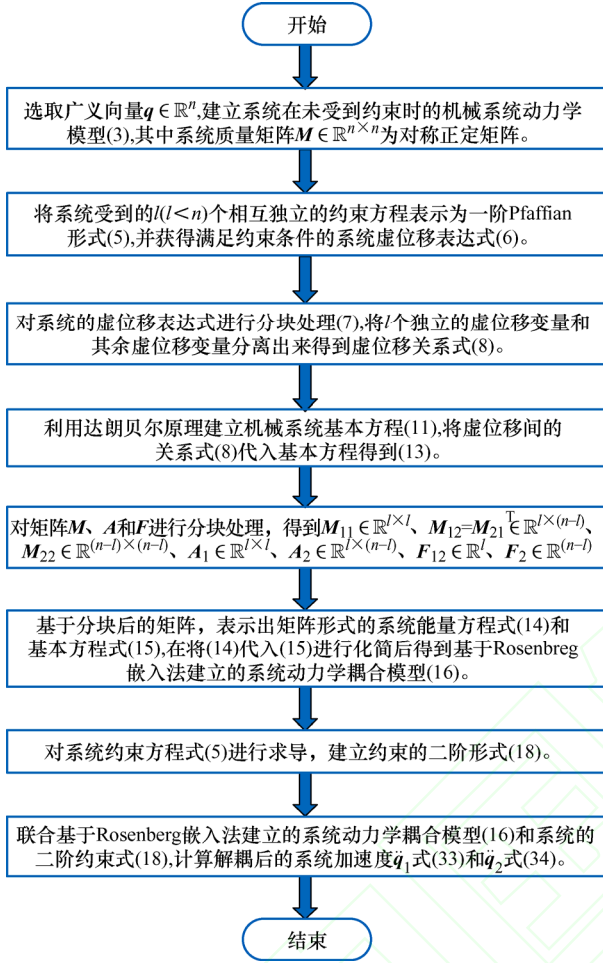 开始
选取广义向量q∈ℝⁿ,建立系统在未受到约束时的机械系统动力学
模型(3),其中系统质量矩阵M∈ℝⁿ˟ⁿ为对称正定矩阵。
将系统受到的l(l<n)个相互独立的约束方程表示为一阶Pfaffian
形式(5),并获得满足约束条件的系统虚位移表达式(6)。
对系统的虚位移表达式进行分块处理(7),将l个独立的虚位移变量和
其余虚位移变量分离出来得到虚位移关系式(8)。
利用达朗贝尔原理建立机械系统基本方程(11),将虚位移间的
关系式(8)代入基本方程得到(13)。
对矩阵M、A和F进行分块处理，得到M₁₁∈ℝ^{l×l}、M₁₂=M₂₁^T∈ℝ^{l×(n–l)}、
M₂₂∈ℝ^{(n–l)×(n–l)}、A₁∈ℝ^{l×l}、A₂∈ℝ^{l×(n–l)}、F₁₂∈ℝ^{l}、F₂∈ℝ^{(n–l)}
基于分块后的矩阵，表示出矩阵形式的系统能量方程式(14)和
基本方程式(15),在将(14)代入(15)进行化简后得到基于Rosenbreg
嵌入法建立的系统动力学耦合模型(16)。
对系统约束方程式(5)进行求导，建立约束的二阶形式(18)。
联合基于Rosenberg嵌入法建立的系统动力学耦合模型(16)和系统的
二阶约束式(18),计算解耦后的系统加速度q̈₁式(33)和q̈₂式(34)。
结束